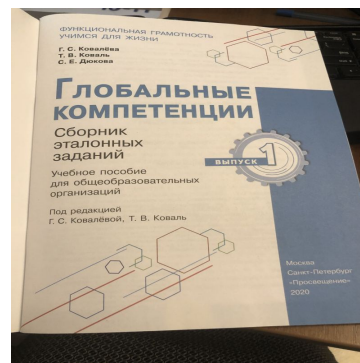 ФУНКЦИОНАЛЬНАЯ ГРАМОТНОСТЬ
УЧИМСЯ ДЛЯ ЖИЗНИ
Г. С. Ковалёва
Т. В. Коваль
С. Е. Дюкова
ГЛОБАЛЬНЫЕ
КОМПЕТЕНЦИИ
Сборник
эталонных
заданий
ВЫПУСК 1
Учебное пособие
для общеобразовательных
организаций
Под редакцией
Г. С. Ковалёвой, Т. В. Коваль
Москва
Санкт-Петербург
«Просвещение»
2020